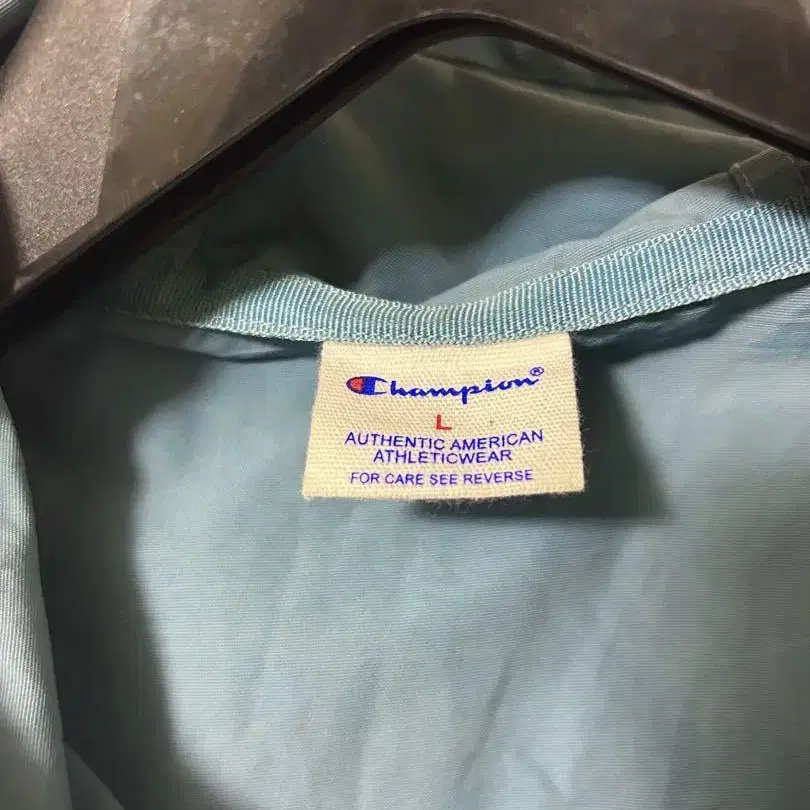 Champion®
L
AUTHENTIC AMERICAN
ATHLETICWEAR
FOR CARE SEE REVERSE